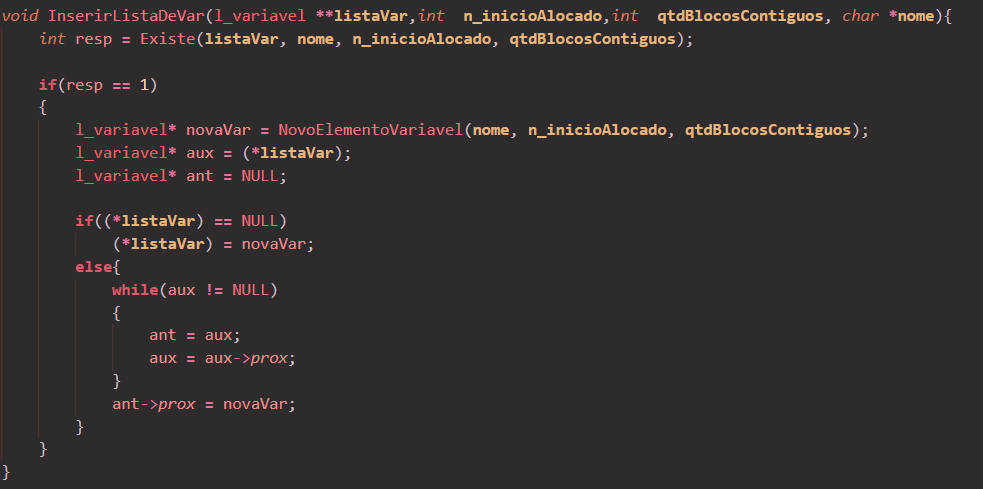 void InserirListaDeVar(l_variavel **listaVar,int  n_inicioAlocado,int  qtdBlocosContiguos, char *nome){
    int resp = Existe(listaVar, nome, n_inicioAlocado, qtdBlocosContiguos);
    if(resp == 1)
    {
        l_variavel* novaVar = NovoElementoVariavel(nome, n_inicioAlocado, qtdBlocosContiguos);
        l_variavel* aux = (*listaVar);
        l_variavel* ant = NULL;
        if((*listaVar) == NULL)
            (*listaVar) = novaVar;
        else{
            while(aux != NULL)
            {
                ant = aux;
                aux = aux->prox;
            }
            ant->prox = novaVar;
        }
    }
}